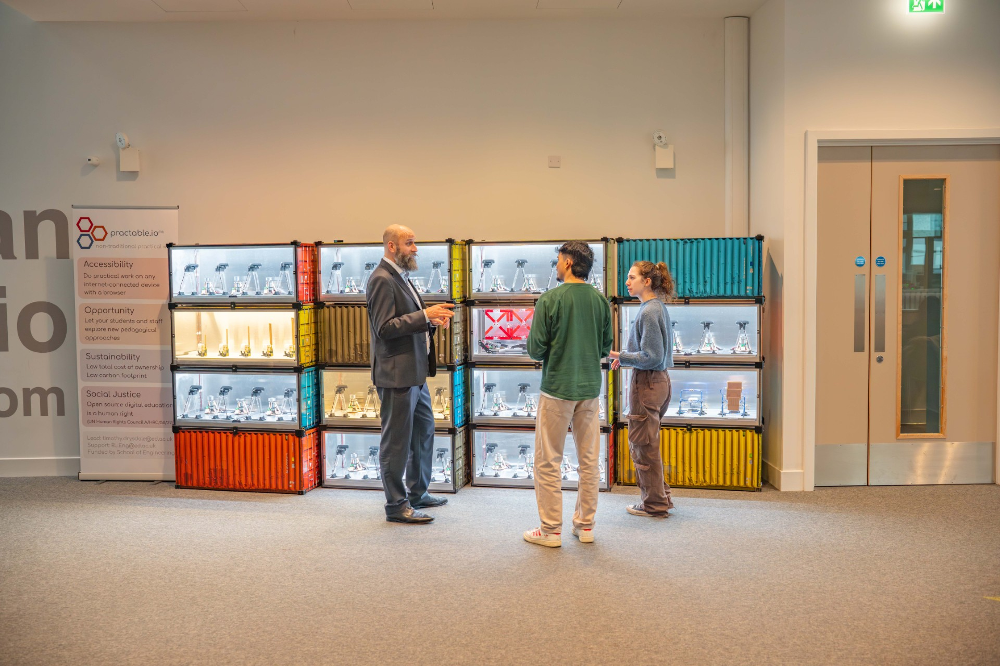 an
io
om
practable.io™
non-traditional practical
Accessibility
Do practical work on any
internet-connected device
with a browser
Opportunity
Let your students and staff
explore new pedagogical
approaches
Sustainability
Low total cost of ownership
Low carbon footprint
Social Justice
Open source digital education
is a human right
(UN Human Rights Council A/HRC/50/32
Lead: timothy.drysdale@ed.ac.uk
Support: RL.Eng@ed.ac.uk
Funded by School of Engineering